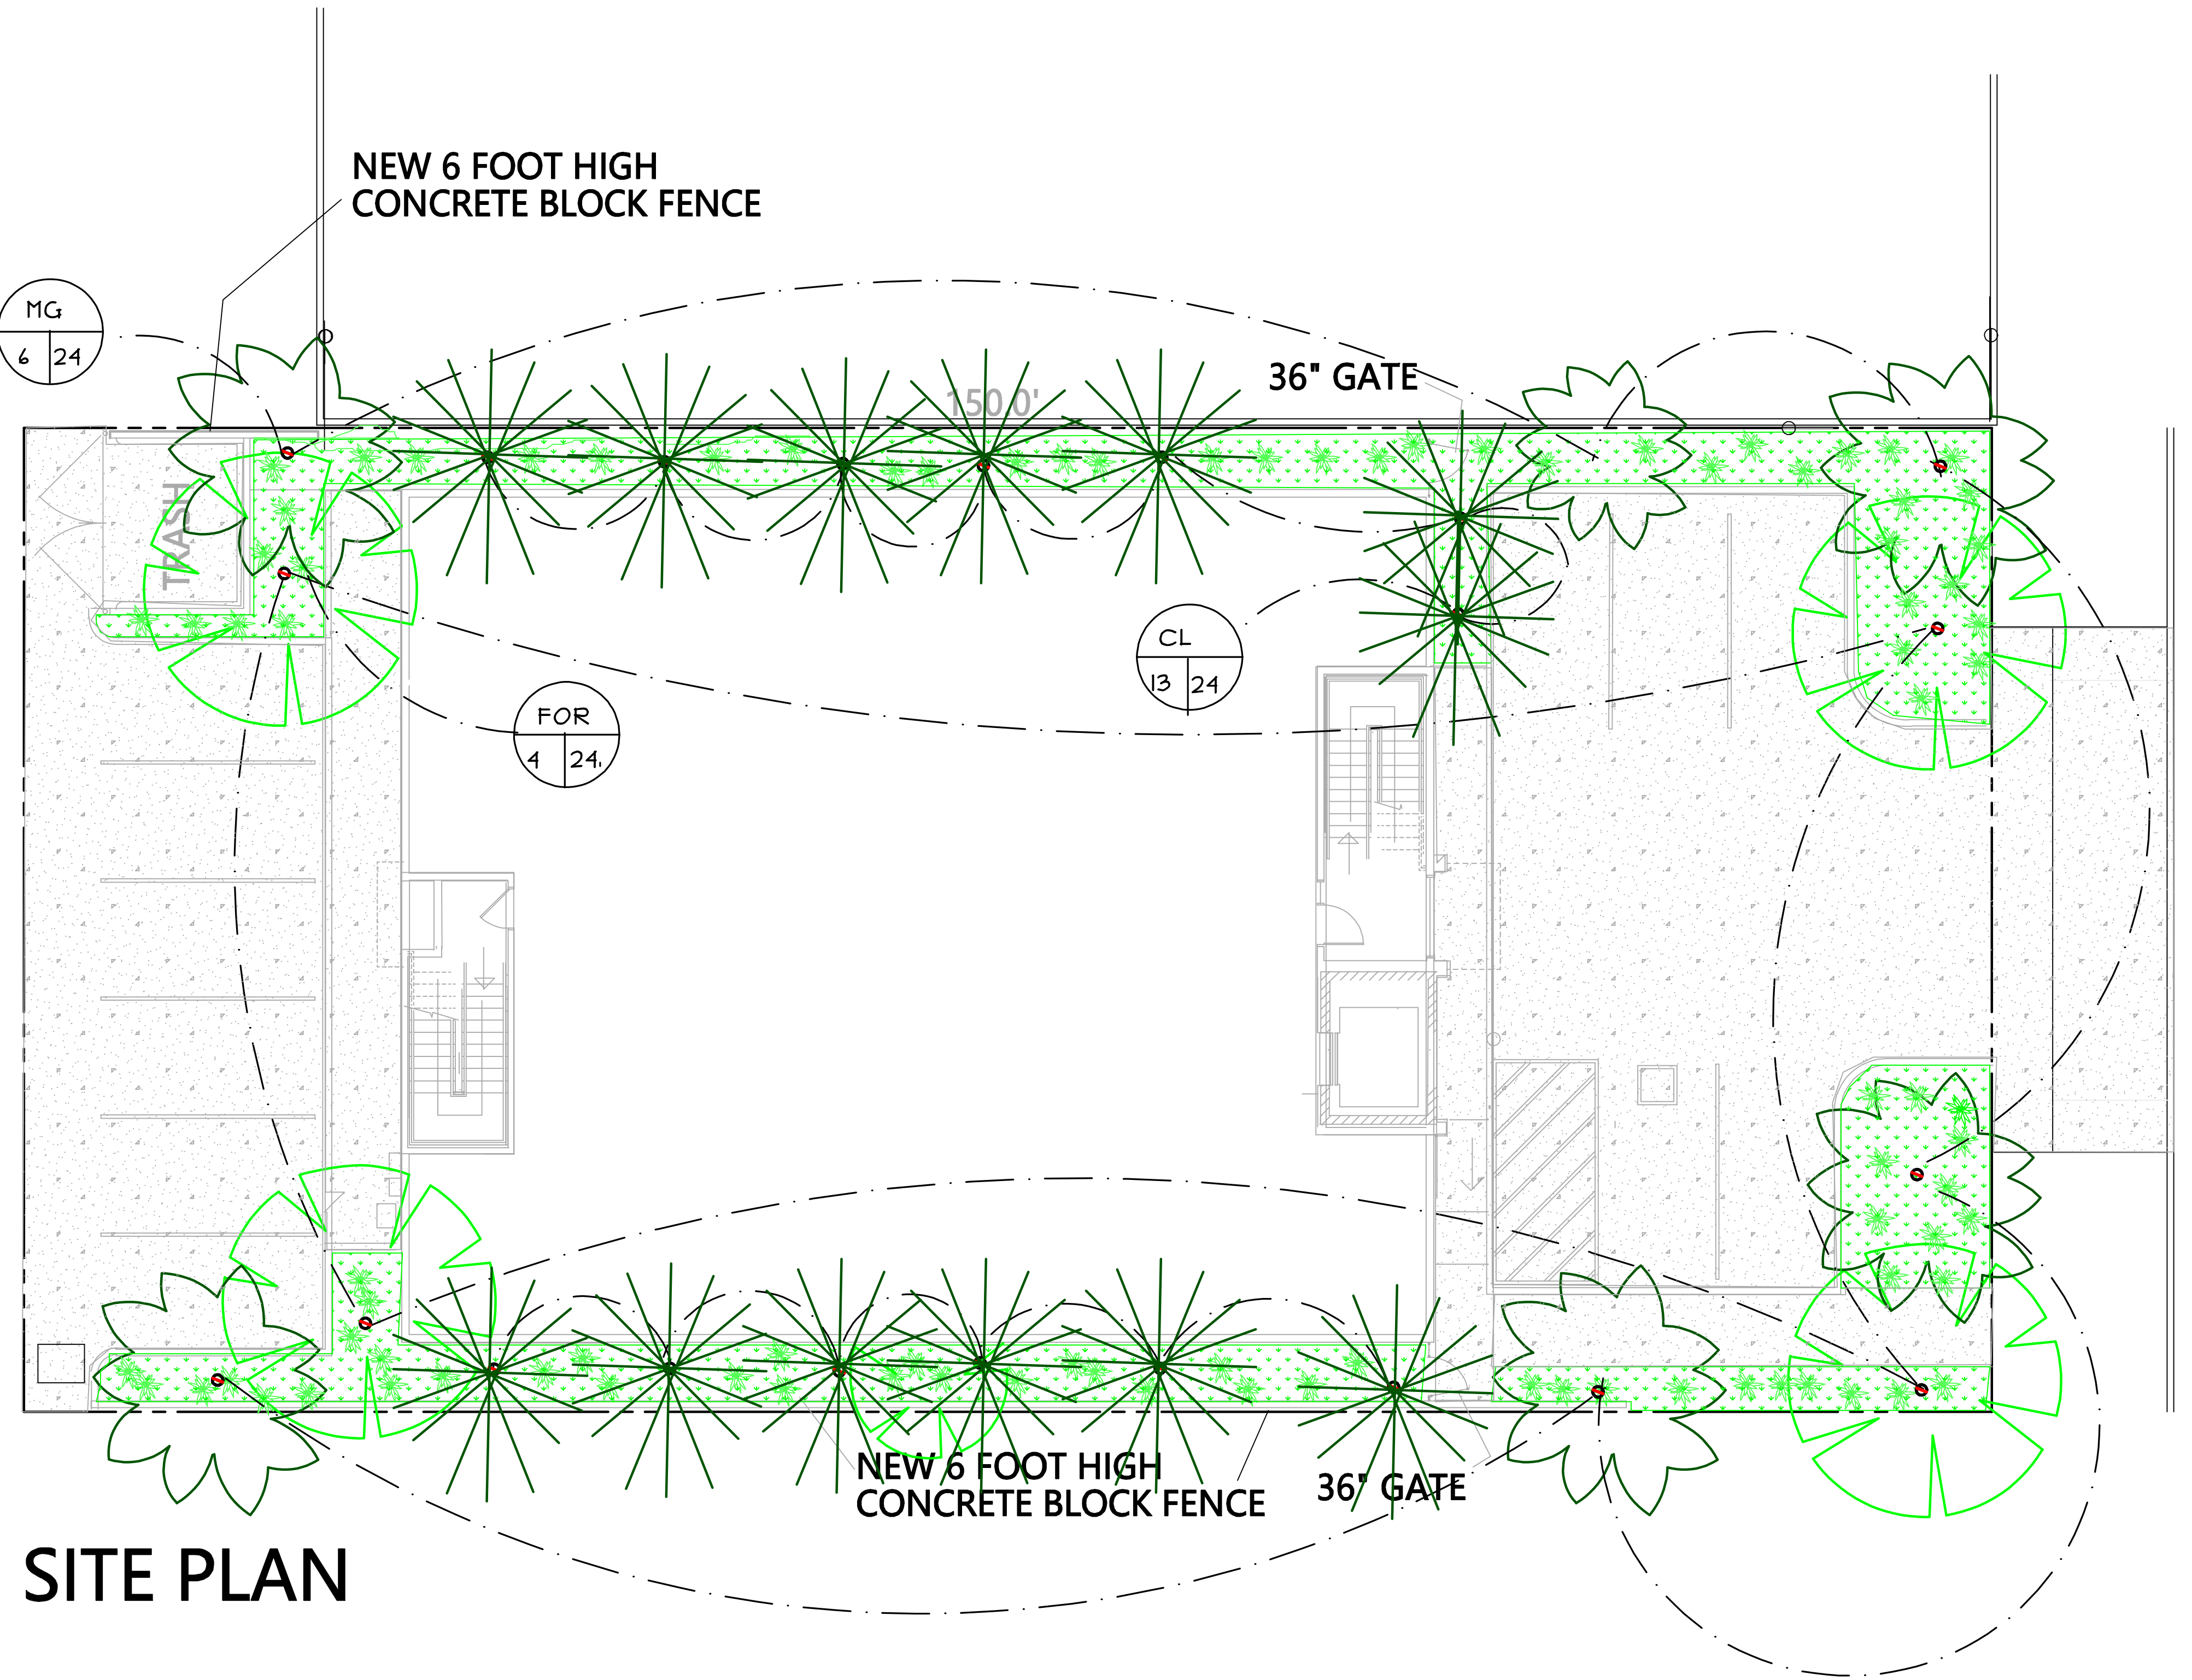 NEW 6 FOOT HIGH
CONCRETE BLOCK FENCE
MG
6 24
36" GATE
150.0'
TRASH
CL
13 24
FOR
4 24
NEW 6 FOOT HIGH
CONCRETE BLOCK FENCE
36" GATE
SITE PLAN